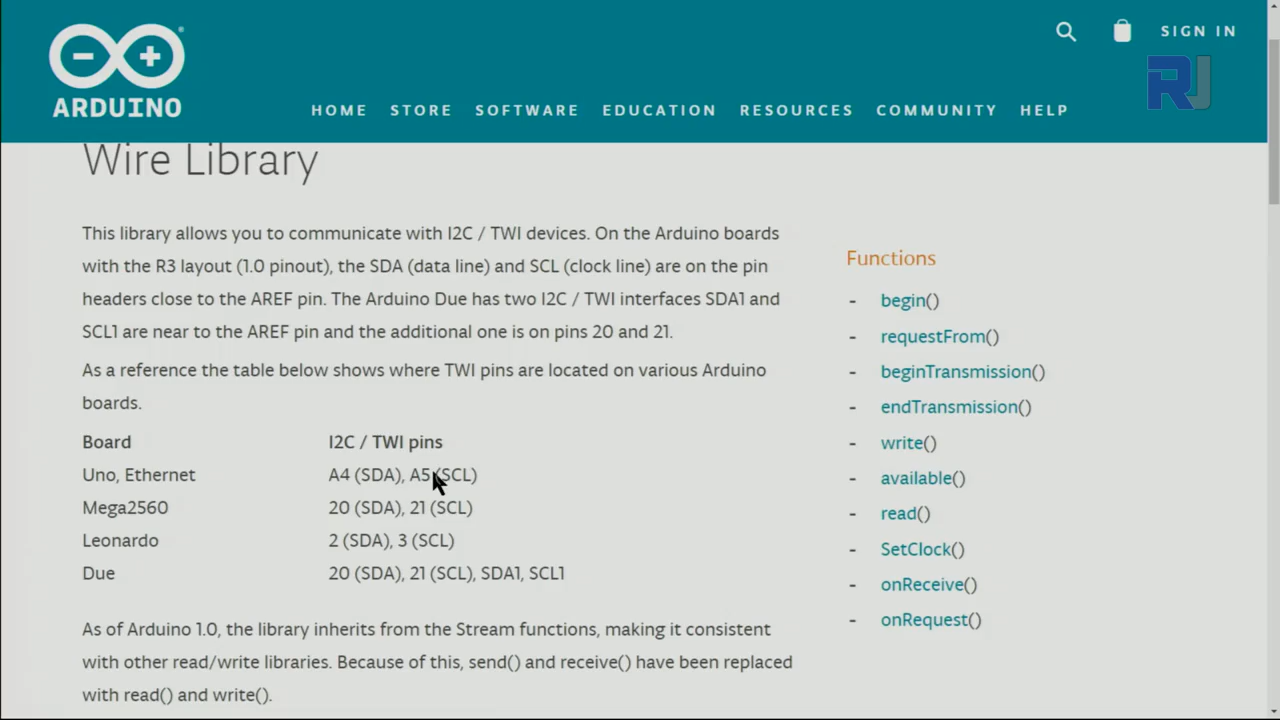 SIGN IN
RJ
ARDUINO
HOME STORE SOFTWARE EDUCATION RESOURCES COMMUNITY HELP
Wire Library
This library allows you to communicate with I2C / TWI devices. On the Arduino boards
with the R3 layout (1.0 pinout), the SDA (data line) and SCL (clock line) are on the pin
headers close to the AREF pin. The Arduino Due has two I2C / TWI interfaces SDA1 and
SCL1 are near to the AREF pin and the additional one is on pins 20 and 21.
As a reference the table below shows where TWI pins are located on various Arduino
boards.
Board I2C / TWI pins
Uno, Ethernet A4 (SDA), A5 (SCL)
Mega2560 20 (SDA), 21 (SCL)
Leonardo 2 (SDA), 3 (SCL)
Due 20 (SDA), 21 (SCL), SDA1, SCL1
As of Arduino 1.0, the library inherits from the Stream functions, making it consistent
with other read/write libraries. Because of this, send() and receive() have been replaced
with read() and write().
Functions
- begin()
- requestFrom()
- beginTransmission()
- endTransmission()
- write()
- available()
- read()
- SetClock()
- onReceive()
- onRequest()